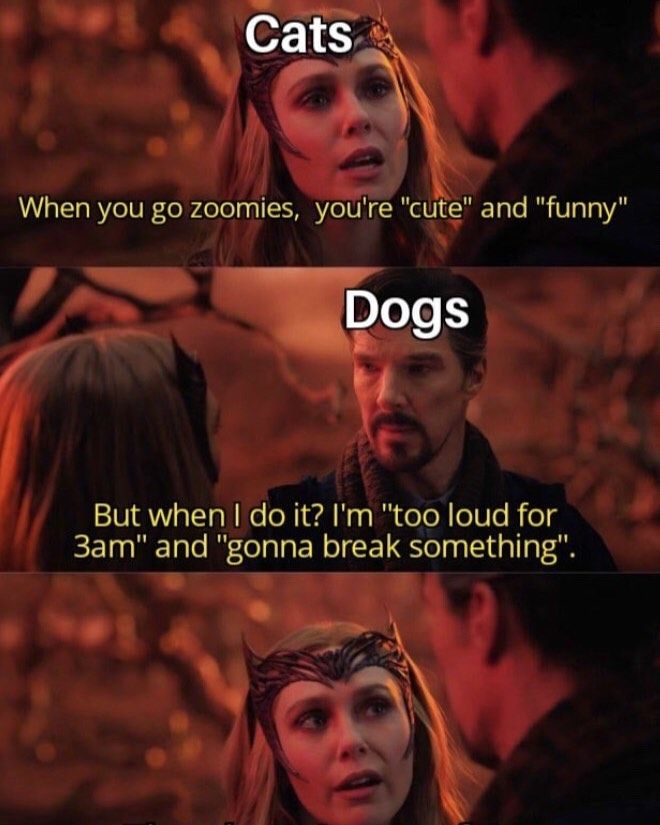 Cats
When you go zoomies, you're "cute" and "funny"
Dogs
But when I do it? I'm "too loud for
3am" and "gonna break something".